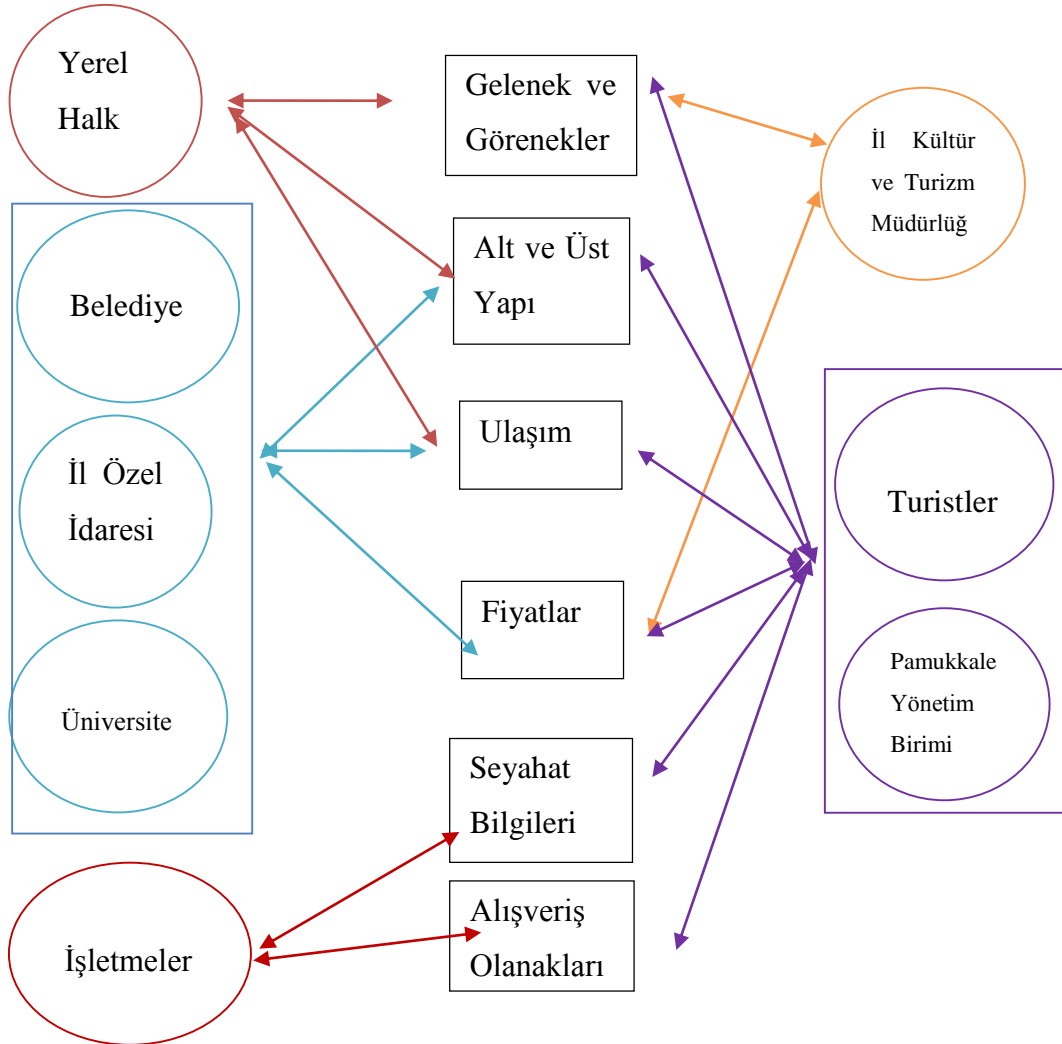 Yerel
Halk
Gelenek ve
Görenekler
İl Kültür
ve Turizm
Müdürlüğ
Belediye
Alt ve Üst
Yapı
İl Özel
İdaresi
Ulaşım
Turistler
Fiyatlar
Üniversite
Pamukkale
Yönetim
Birimi
Seyahat
Bilgileri
İşletmeler
Alışveriş
Olanakları